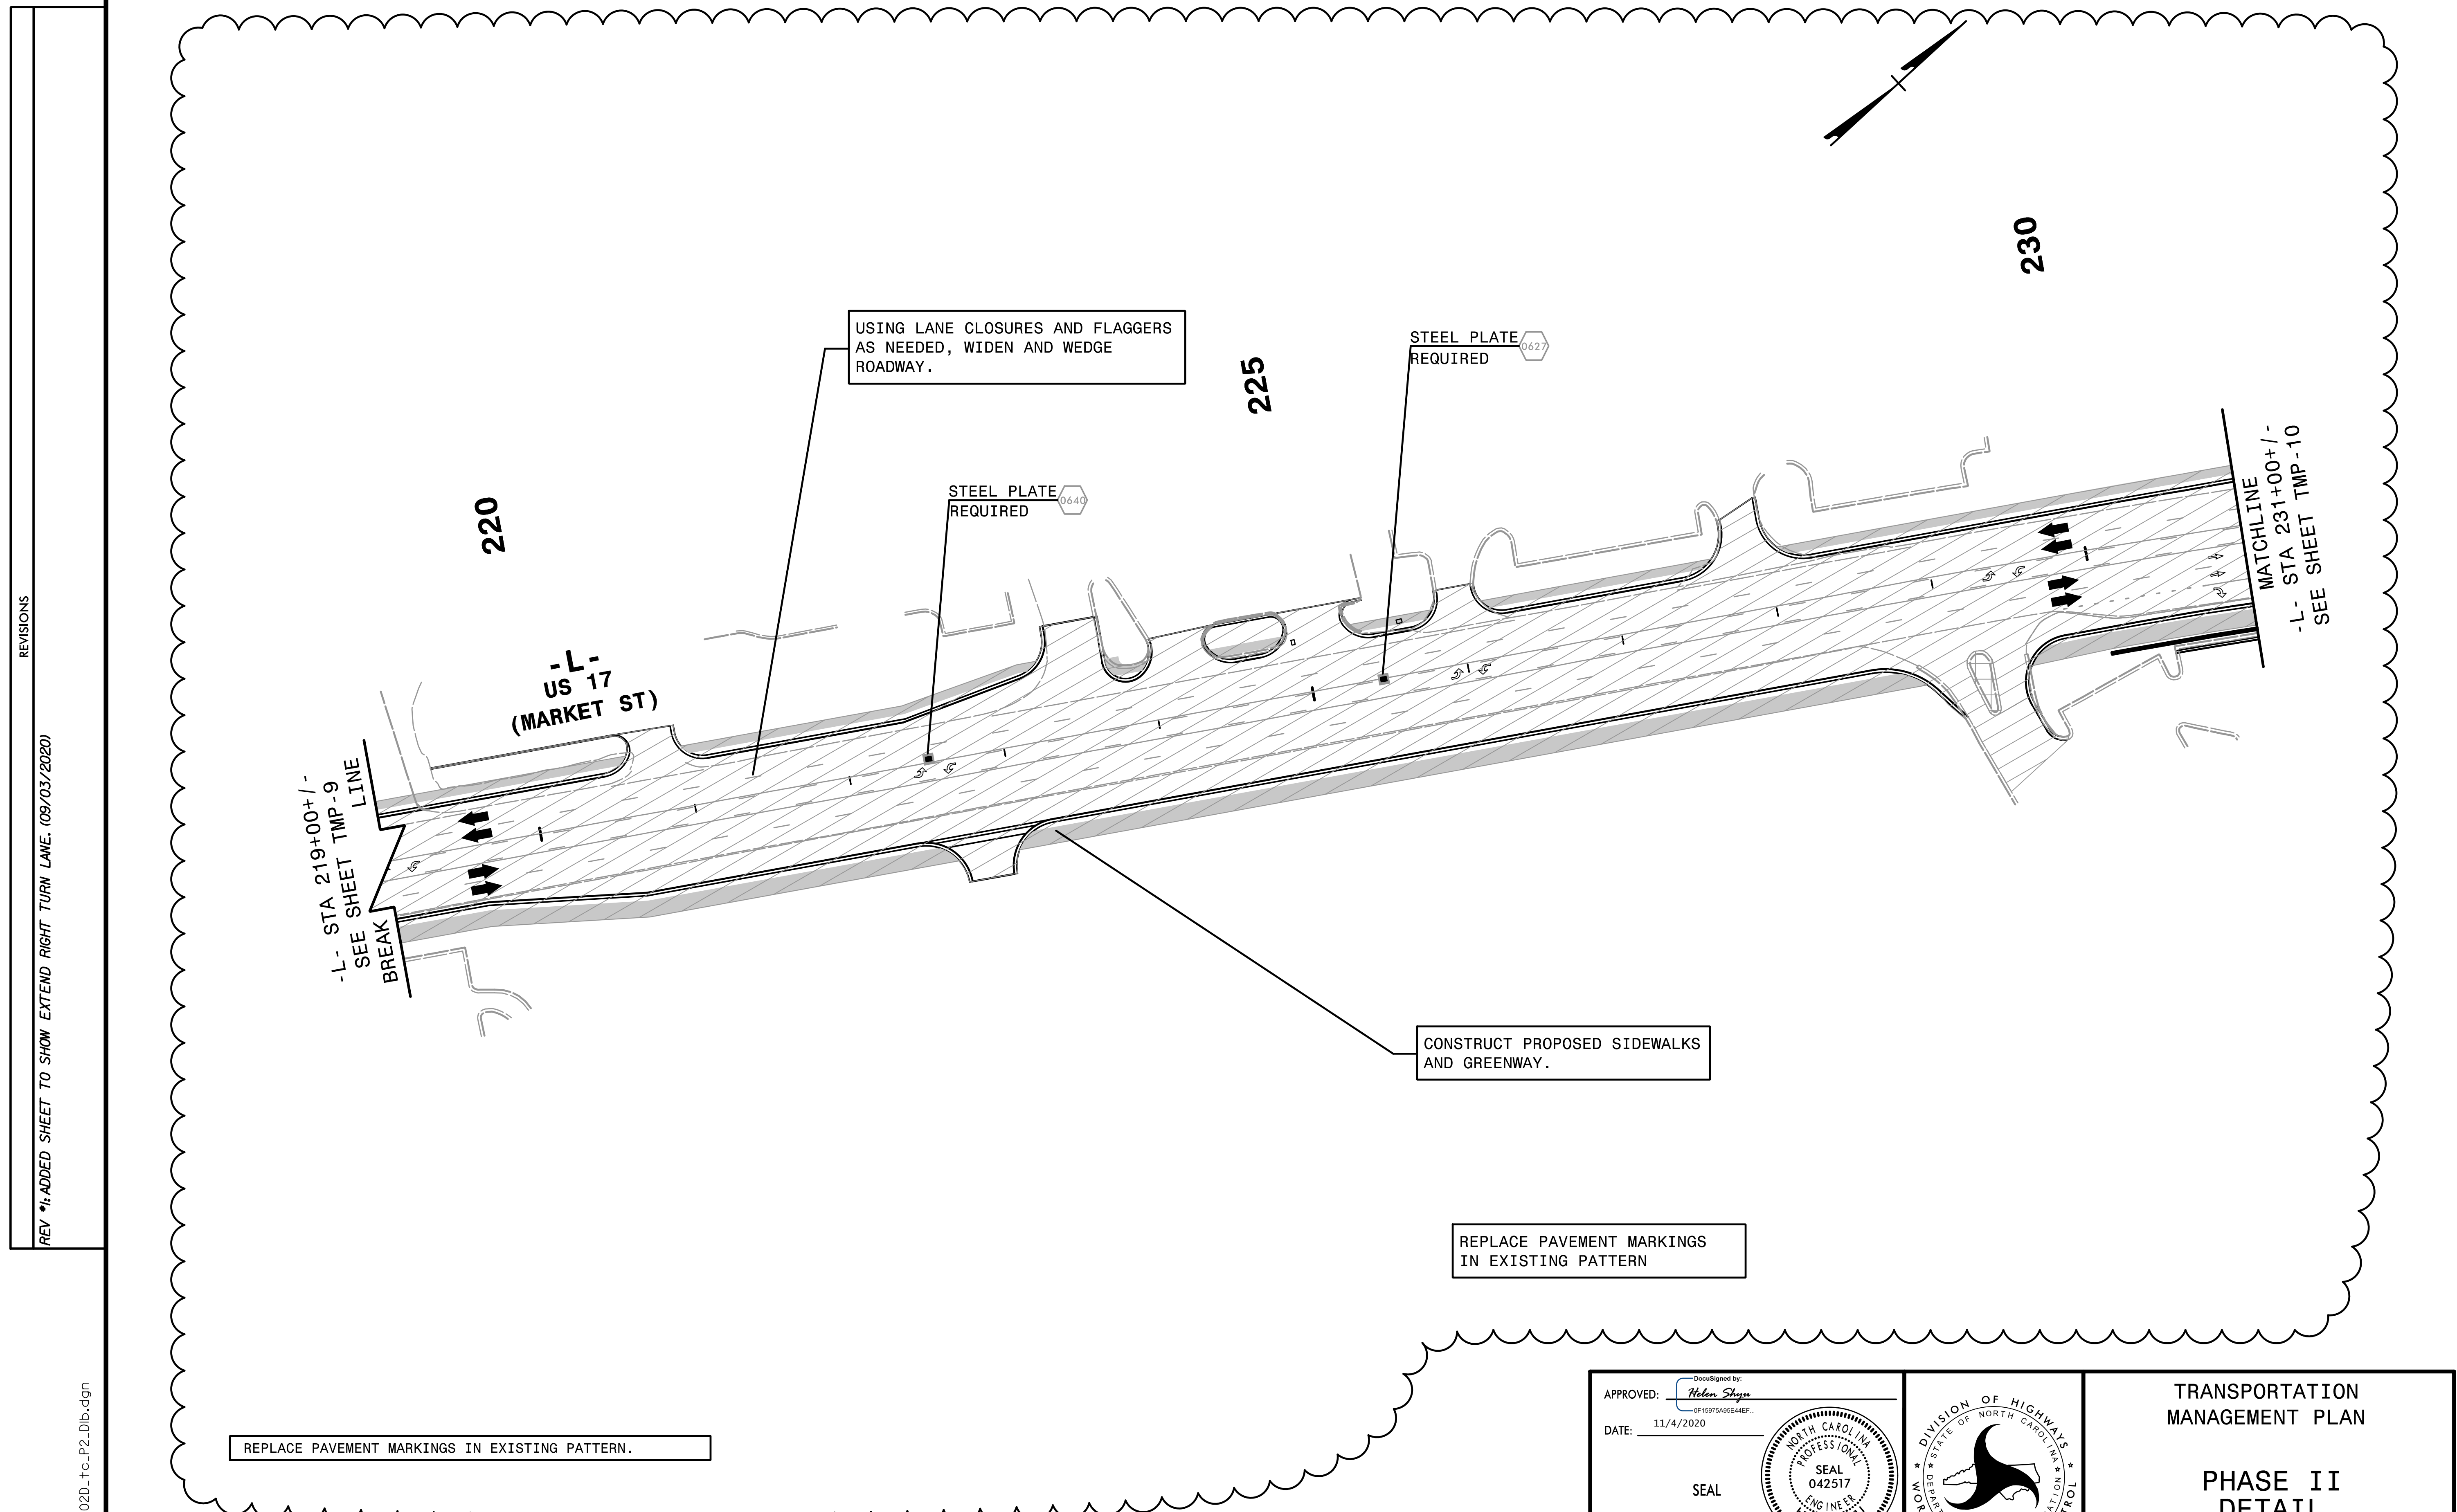 REVISIONS
REV *1: ADDED SHEET TO SHOW EXTEND RIGHT TURN LANE. (09/03/2020)
02D_tc_P2_D1b.dgn
230
225
220
USING LANE CLOSURES AND FLAGGERS
AS NEEDED, WIDEN AND WEDGE
ROADWAY.
STEEL PLATE
REQUIRED
0627
STEEL PLATE
REQUIRED
0640
MATCHLINE
-L- STA 231+00+/-
SEE SHEET TMP-10
-L-
US 17
(MARKET ST)
-L- STA 219+00+/-
SEE SHEET TMP-9
BREAK LINE
CONSTRUCT PROPOSED SIDEWALKS
AND GREENWAY.
REPLACE PAVEMENT MARKINGS
IN EXISTING PATTERN
REPLACE PAVEMENT MARKINGS IN EXISTING PATTERN.
DocuSigned by:
APPROVED: Helen Shyu
0F15975A95E44EF...
DATE: 11/4/2020
SEAL
NORTH CAROLINA
PROFESSIONAL
SEAL
042517
ENGINEER
DIVISION OF HIGHWAYS
STATE OF NORTH CAROLINA
TRANSPORTATION
MANAGEMENT PLAN
PHASE II
DETAIL